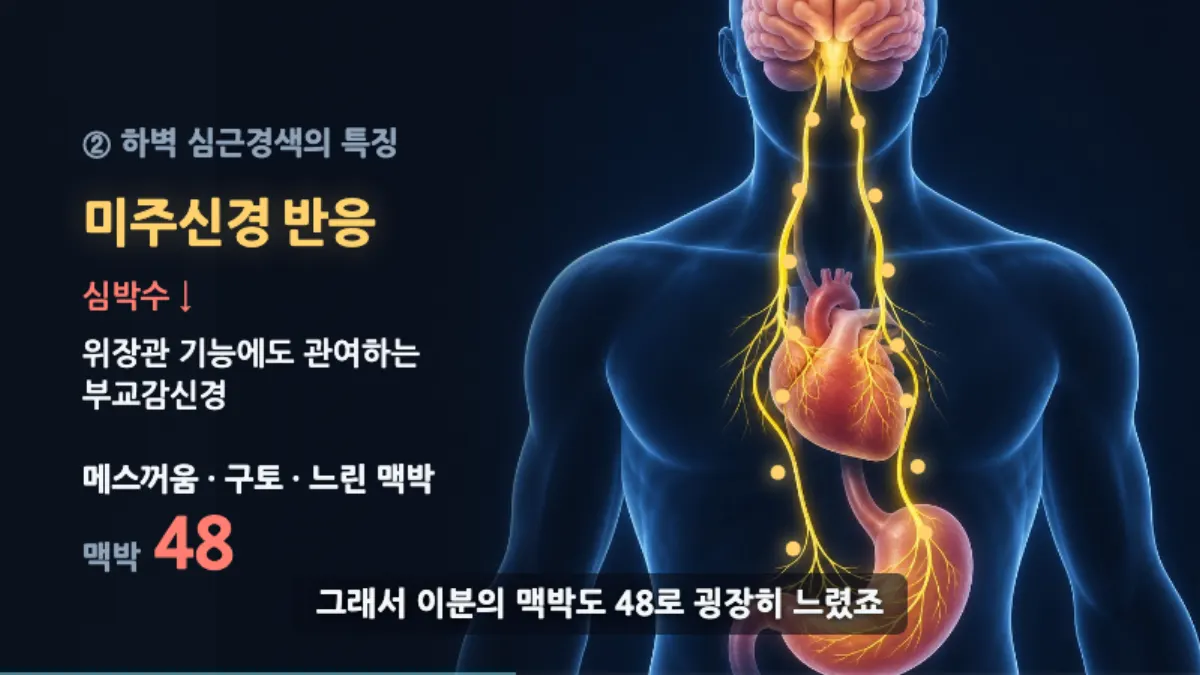 ② 하벽 심근경색의 특징
미주신경 반응
심박수 ↓
위장관 기능에도 관여하는
부교감신경
메스꺼움 · 구토 · 느린 맥박
맥박 48
그래서 이분의 맥박도 48로 굉장히 느렸죠